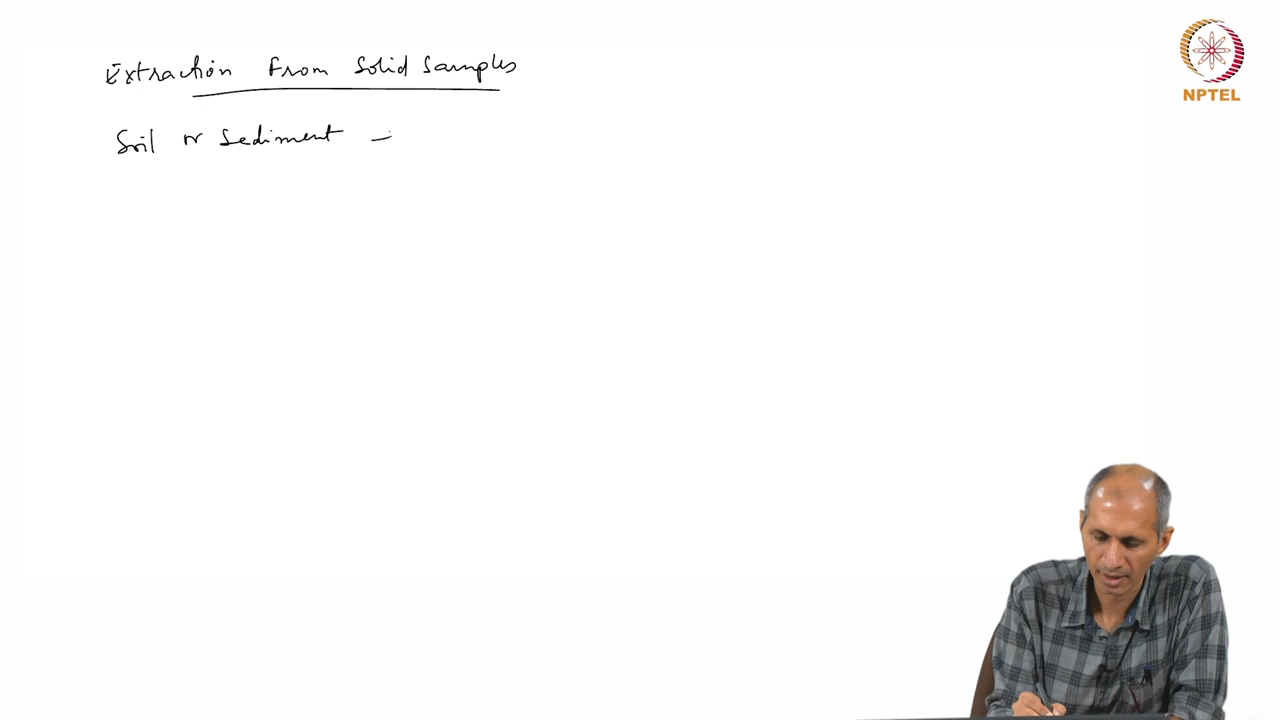 Extraction From Solid Samples
Soil or Sediment -
NPTEL